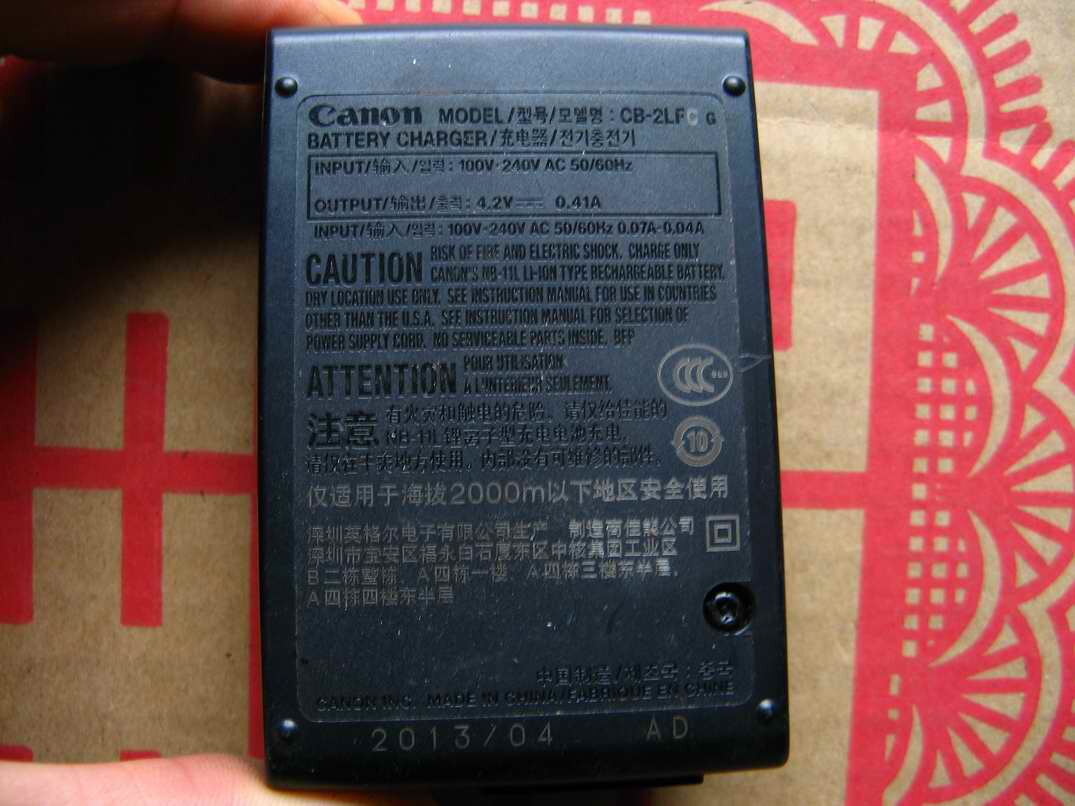 Canon MODEL/型号/모델명: CB-2LFC G
BATTERY CHARGER/充电器/전기충전기
INPUT/输入/입력: 100V-240V AC 50/60Hz
OUTPUT/输出/출력: 4.2V⎓ 0.41A
INPUT/输入/입력: 100V-240V AC 50/60Hz 0.07A-0.04A
CAUTION RISK OF FIRE AND ELECTRIC SHOCK. CHARGE ONLY
CANON'S NB-11L LI-ION TYPE RECHARGEABLE BATTERY.
DRY LOCATION USE ONLY. SEE INSTRUCTION MANUAL FOR USE IN COUNTRIES
OTHER THAN THE U.S.A. SEE INSTRUCTION MANUAL FOR SELECTION OF
POWER SUPPLY CORD. NO SERVICEABLE PARTS INSIDE. BFP
ATTENTION POUR UTILISATION
A L'INTERIEUR SEULEMENT.
CCC
注意 有火灾和触电的危险。请仅给佳能的
NB-11L 锂离子型充电电池充电。
请仅在干燥地方使用。内部没有可维修的部件。
10
仅适用于海拔2000m以下地区安全使用
深圳英格尔电子有限公司生产 制造商佳能公司
深圳市宝安区福永白石厦东区中核集团工业区
B二栋整栋、A四栋一楼、A四栋三楼东半层、
A四栋四楼东半层
中国制造/제조국:중국
CANON INC. MADE IN CHINA/FABRIQUE EN CHINE
2013/04 AD